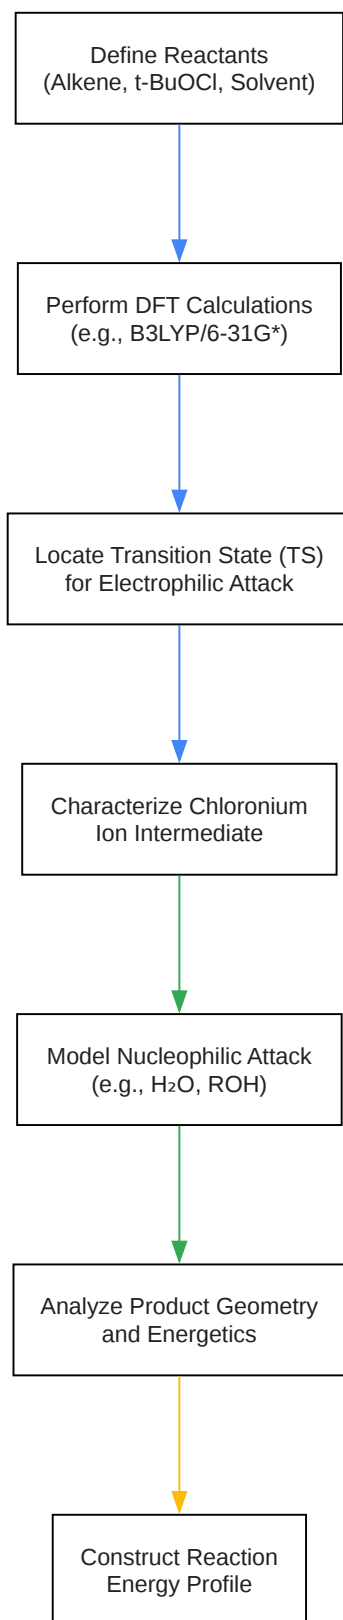 Define Reactants
(Alkene, t-BuOCl, Solvent)
Perform DFT Calculations
(e.g., B3LYP/6-31G*)
Locate Transition State (TS)
for Electrophilic Attack
Characterize Chloronium
Ion Intermediate
Model Nucleophilic Attack
(e.g., H₂O, ROH)
Analyze Product Geometry
and Energetics
Construct Reaction
Energy Profile